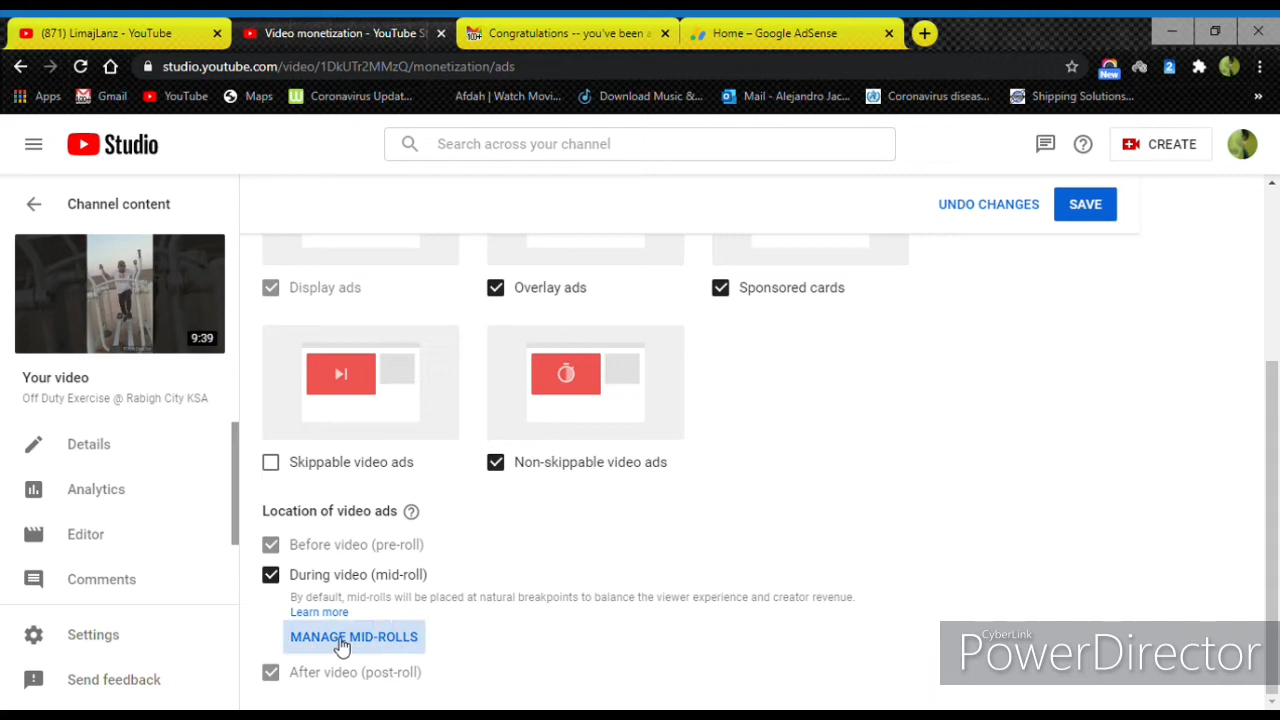 (871) LimajLanz - YouTube
Video monetization - YouTube S
Congratulations -- you've been a
Home – Google AdSense
studio.youtube.com/video/1DkUTr2MMzQ/monetization/ads
New
2
Apps
100+
Gmail
YouTube
Maps
Coronavirus Updat...
Afdah | Watch Movi...
Download Music &...
Mail - Alejandro Jac...
Coronavirus diseas...
Shipping Solutions...
»
Studio
Search across your channel
CREATE
Channel content
UNDO CHANGES
SAVE
9:39
Your video
Off Duty Exercise @ Rabigh City KSA
Details
Analytics
Editor
Comments
Settings
Send feedback
Display ads
Overlay ads
Sponsored cards
Skippable video ads
Non-skippable video ads
Location of video ads
Before video (pre-roll)
During video (mid-roll)
By default, mid-rolls will be placed at natural breakpoints to balance the viewer experience and creator revenue.
Learn more
MANAGE MID-ROLLS
After video (post-roll)
CyberLink
PowerDirector